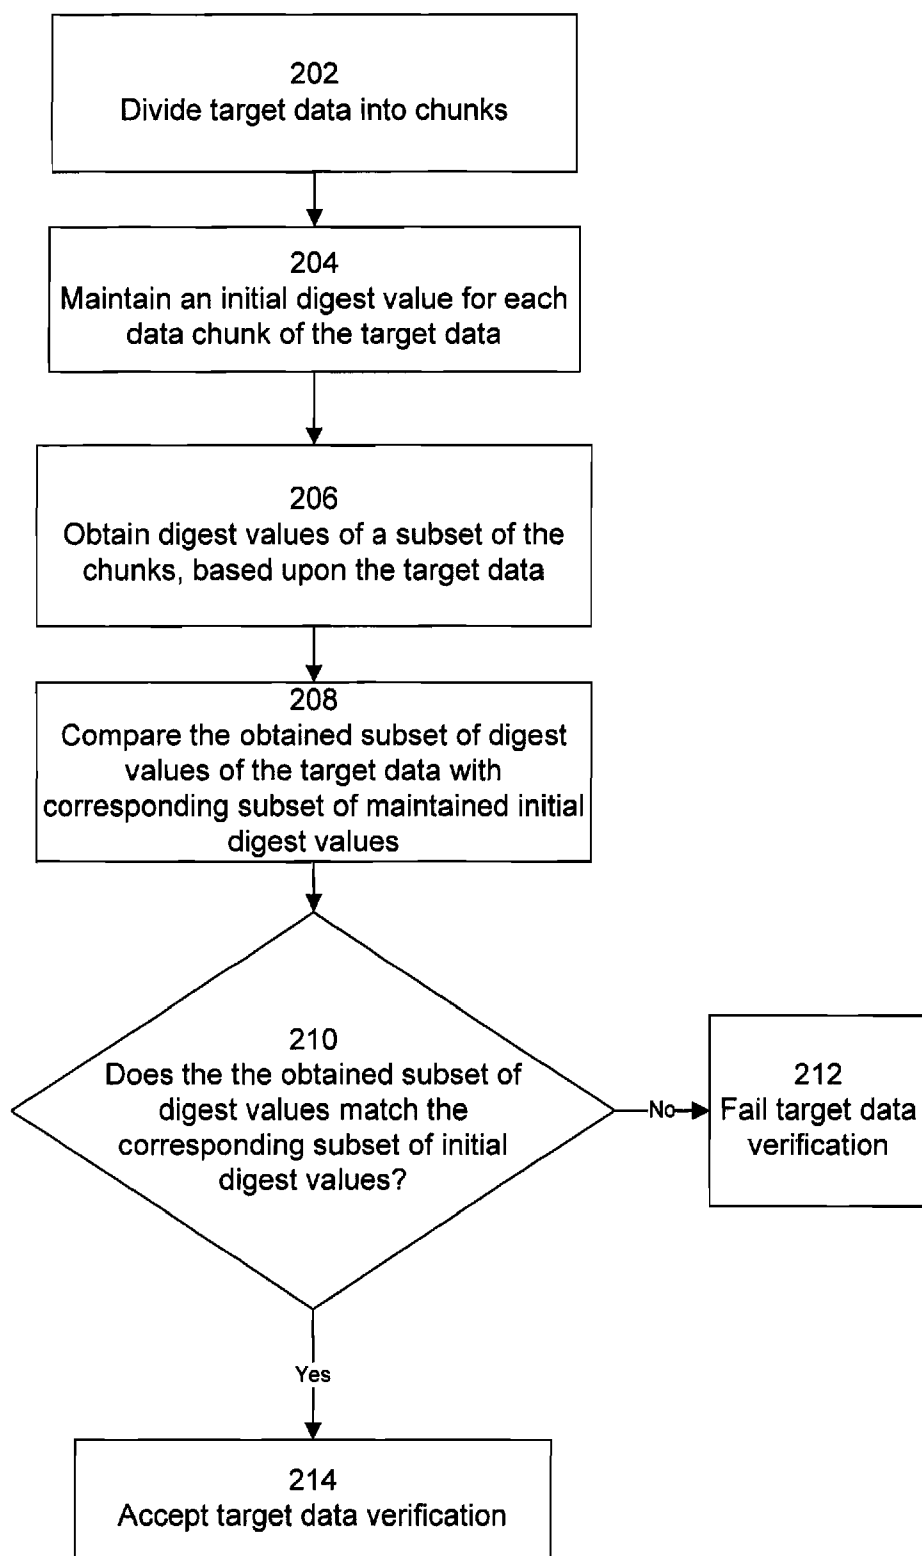 202
Divide target data into chunks
204
Maintain an initial digest value for each
data chunk of the target data
206
Obtain digest values of a subset of the
chunks, based upon the target data
208
Compare the obtained subset of digest
values of the target data with
corresponding subset of maintained initial
digest values
210
Does the the obtained subset of
digest values match the
corresponding subset of initial
digest values?
No
212
Fail target data
verification
Yes
214
Accept target data verification